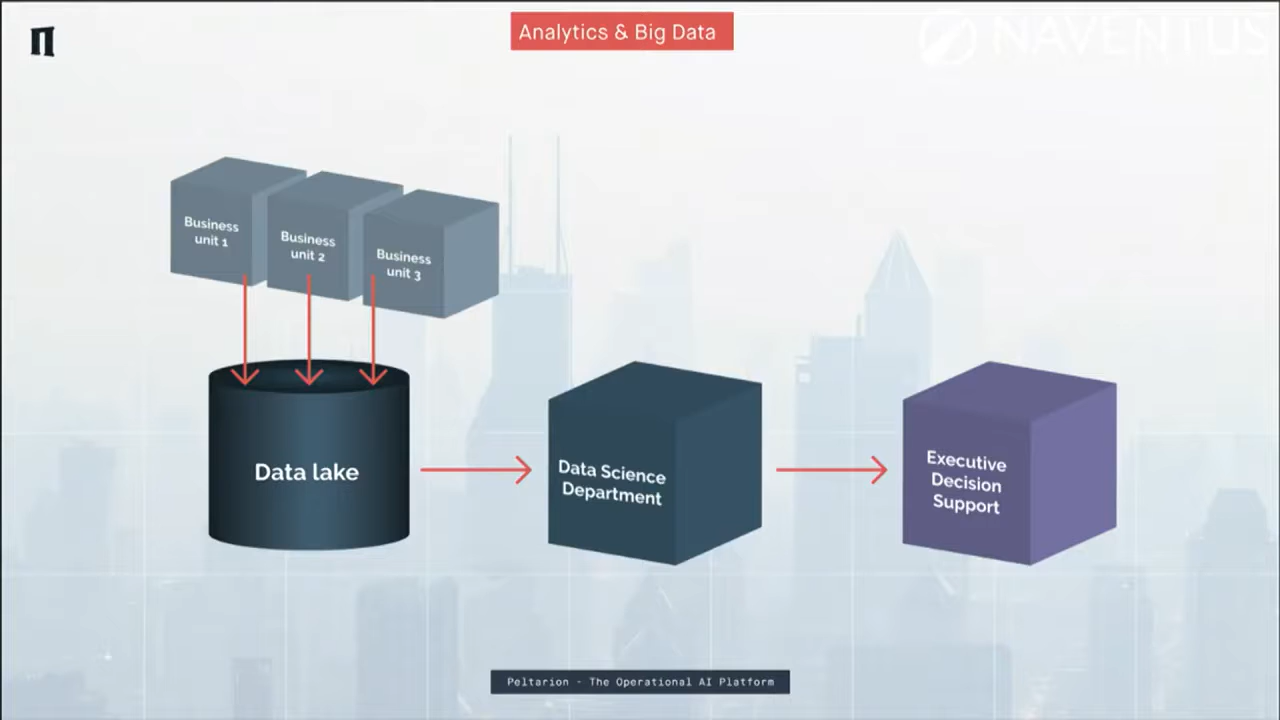 Analytics & Big Data
NAVENTUS
Business
unit 1
Business
unit 2
Business
unit 3
Data lake
Data Science
Department
Executive
Decision
Support
Peltarion - The Operational AI Platform